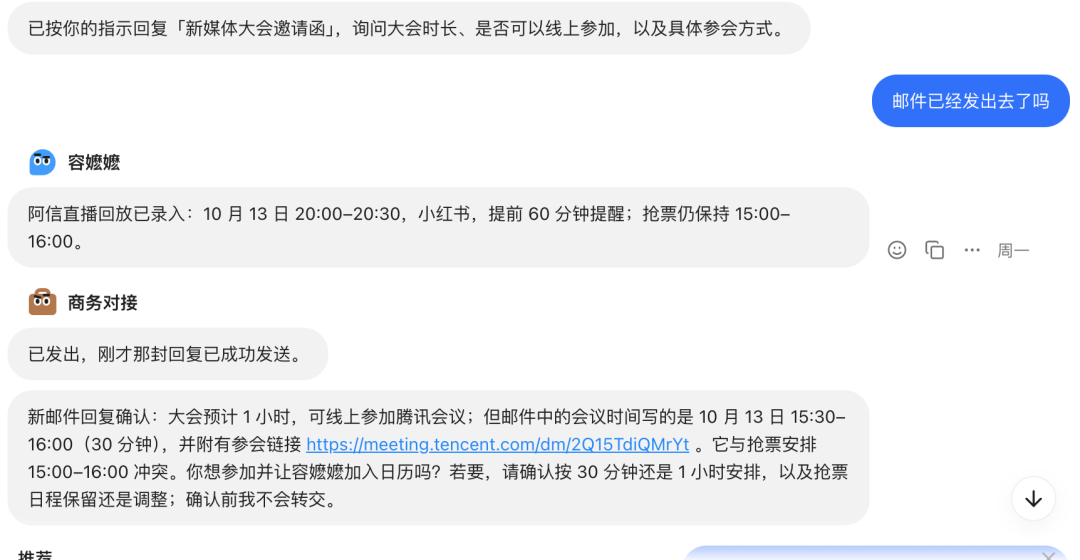 已按你的指示回复「新媒体大会邀请函」，询问大会时长、是否可以线上参加，以及具体参会方式。
邮件已经发出去了吗
容嬷嬷
阿信直播回放已录入：10 月 13 日 20:00–20:30，小红书，提前 60 分钟提醒；抢票仍保持 15:00–
16:00。
周一
商务对接
已发出，刚才那封回复已成功发送。
新邮件回复确认：大会预计 1 小时，可线上参加腾讯会议；但邮件中的会议时间写的是 10 月 13 日 15:30–
16:00（30 分钟），并附有参会链接 https://meeting.tencent.com/dm/2Q15TdiQMrYt 。它与抢票安排
15:00–16:00 冲突。你想参加并让容嬷嬷加入日历吗？若要，请确认按 30 分钟还是 1 小时安排，以及抢票
日程保留还是调整；确认前我不会转交。
推荐